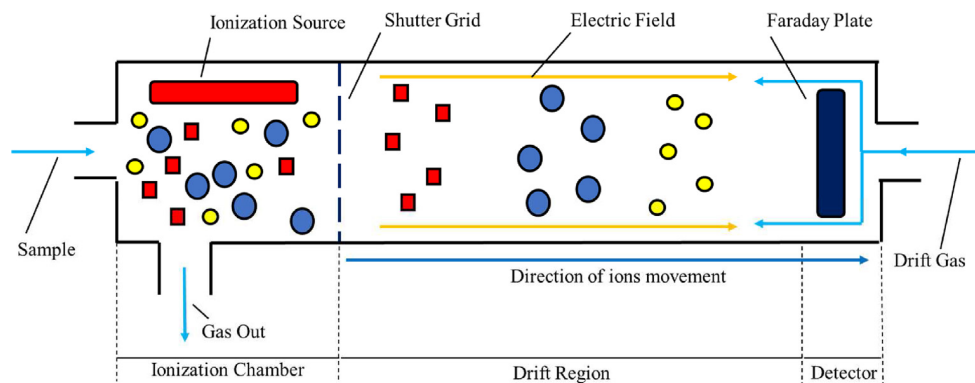 Ionization Source
Shutter Grid
Electric Field
Faraday Plate
Sample
Drift Gas
Direction of ions movement
Gas Out
Ionization Chamber
Drift Region
Detector